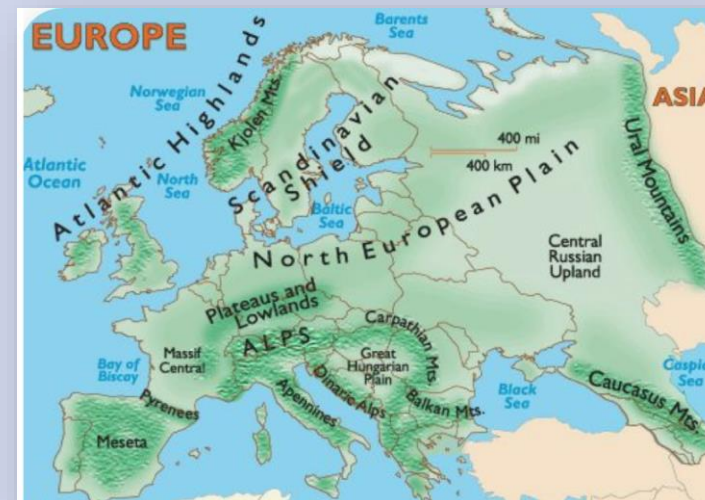 EUROPE
Barents
Sea
Norwegian
Sea
Atlantic Highlands
Kjolen Mts.
Scandinavian
Shield
ASIA
400 mi
400 km
Ural Mountains
Atlantic
Ocean
North
Sea
Baltic
Sea
North European Plain
Central
Russian
Upland
Plateaus and
Lowlands
Carpathian Mts.
ALPS
Massif
Central
Great
Hungarian
Plain
Bay of
Biscay
Pyrenees
Apennines
Dinaric Alps
Balkan Mts.
Black
Sea
Caucasus Mts.
Caspie
Sea
Meseta